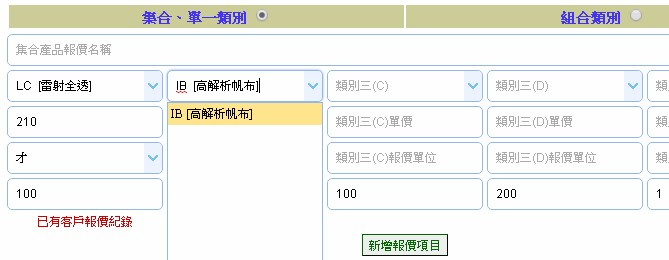 集合、單一類別 組合類別
集合產品報價名稱
LC [雷射全透] IB [高解析帆布] 類別三(C) 類別三(D)
IB [高解析帆布]
210 類別三(C)單價 類別三(D)單價
才 類別三(C)報價單位 類別三(D)報價單位
100 100 200 1
已有客戶報價紀錄
新增報價項目